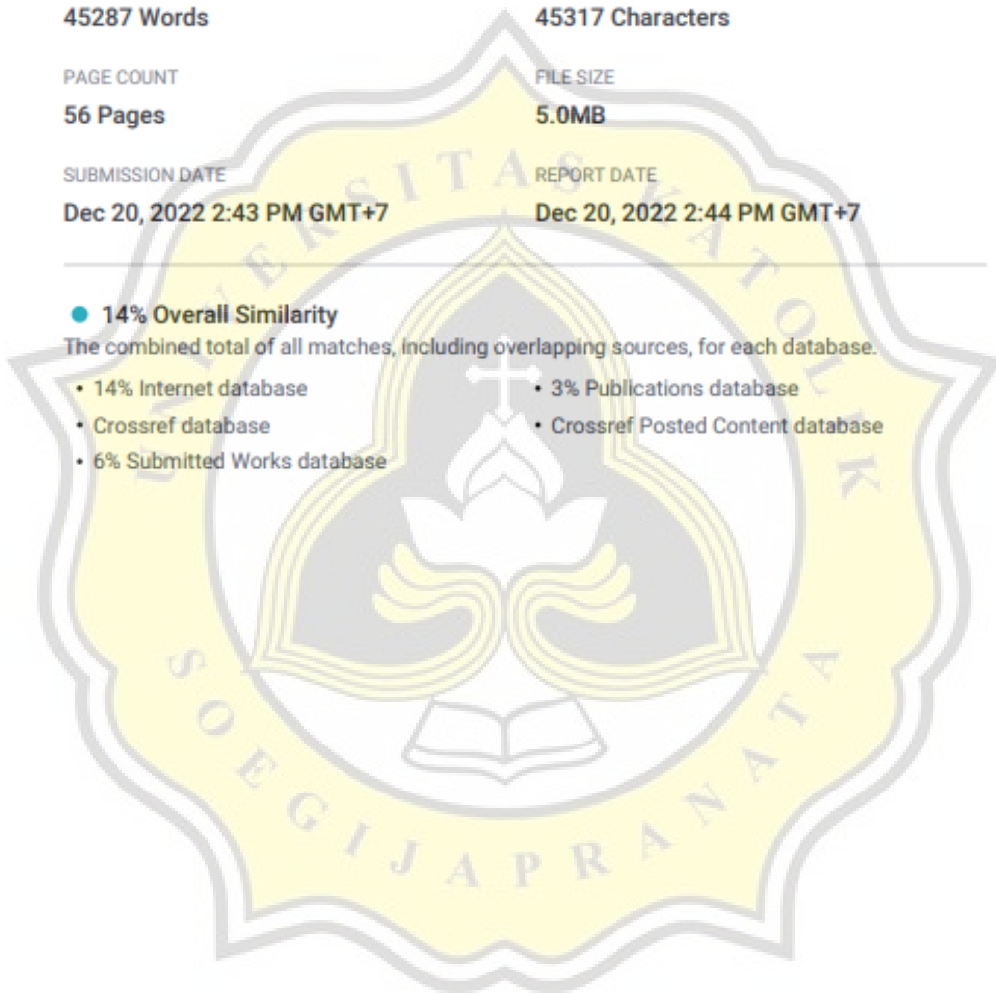 45287 Words 45317 Characters
PAGE COUNT FILE SIZE
56 Pages 5.0MB
SUBMISSION DATE REPORT DATE
Dec 20, 2022 2:43 PM GMT+7 Dec 20, 2022 2:44 PM GMT+7
● 14% Overall Similarity
The combined total of all matches, including overlapping sources, for each database.
• 14% Internet database • 3% Publications database
• Crossref database • Crossref Posted Content database
• 6% Submitted Works database
UNIVERSITAS KATOLIK
SOEGIJAPRANATA